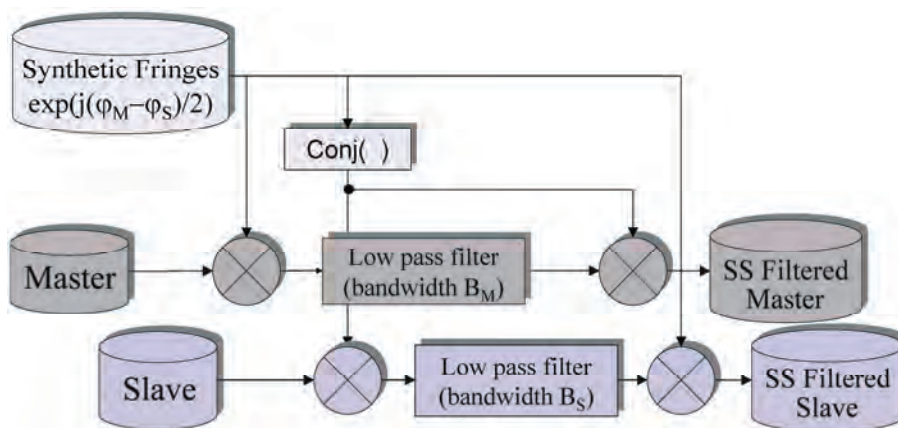 Synthetic Fringes
exp(j(φM−φS)/2)
Conj( )
Master
Low pass filter
(bandwidth BM)
SS Filtered
Master
Slave
Low pass filter
(bandwidth BS)
SS Filtered
Slave